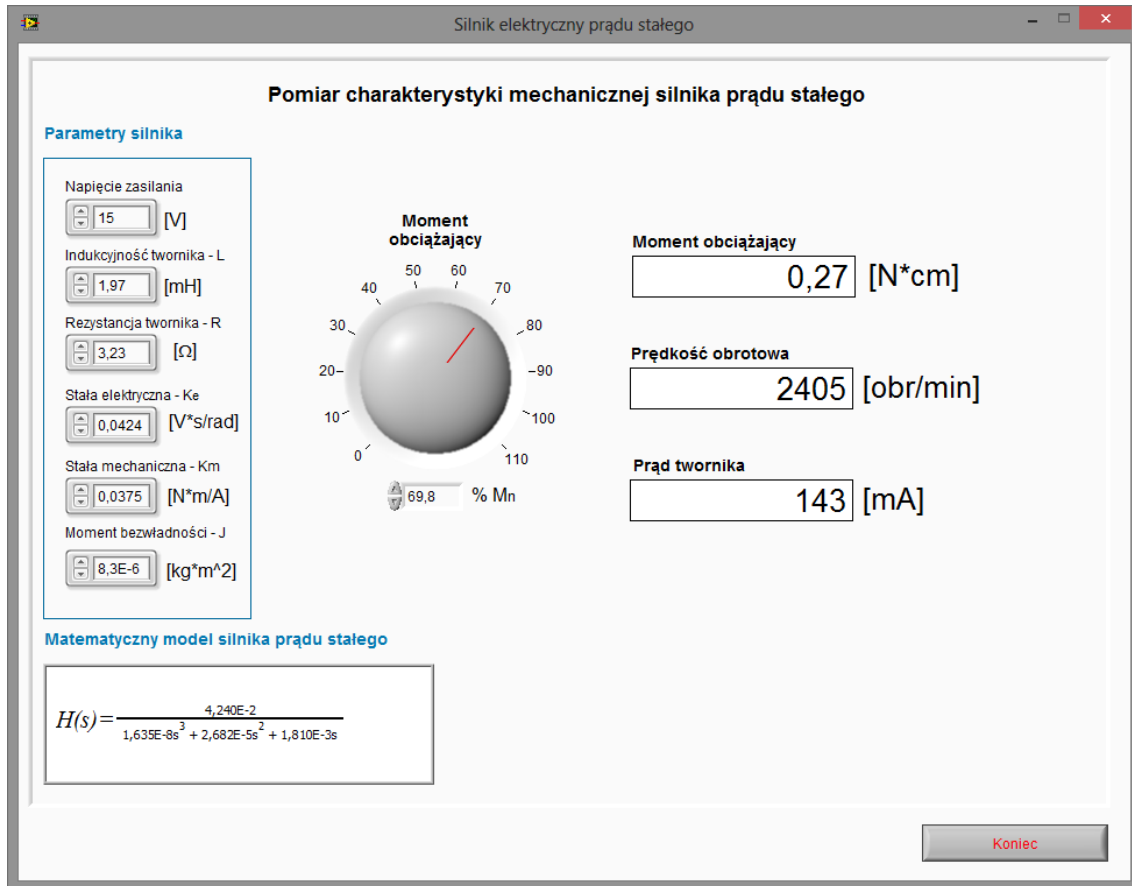 Silnik elektryczny prądu stałego
Pomiar charakterystyki mechanicznej silnika prądu stałego
Parametry silnika
Napięcie zasilania
15 [V]
Indukcyjność twornika - L
1,97 [mH]
Rezystancja twornika - R
3,23 [Ω]
Stała elektryczna - Ke
0,0424 [V*s/rad]
Stała mechaniczna - Km
0,0375 [N*m/A]
Moment bezwładności - J
8,3E-6 [kg*m^2]
Moment
obciążający
0
10
20
30
40
50
60
70
80
90
100
110
69,8 % Mn
Moment obciążający
0,27 [N*cm]
Prędkość obrotowa
2405 [obr/min]
Prąd twornika
143 [mA]
Matematyczny model silnika prądu stałego
4,240E-2
H(s)=
1,635E-8s^3 + 2,682E-5s^2 + 1,810E-3s
Koniec